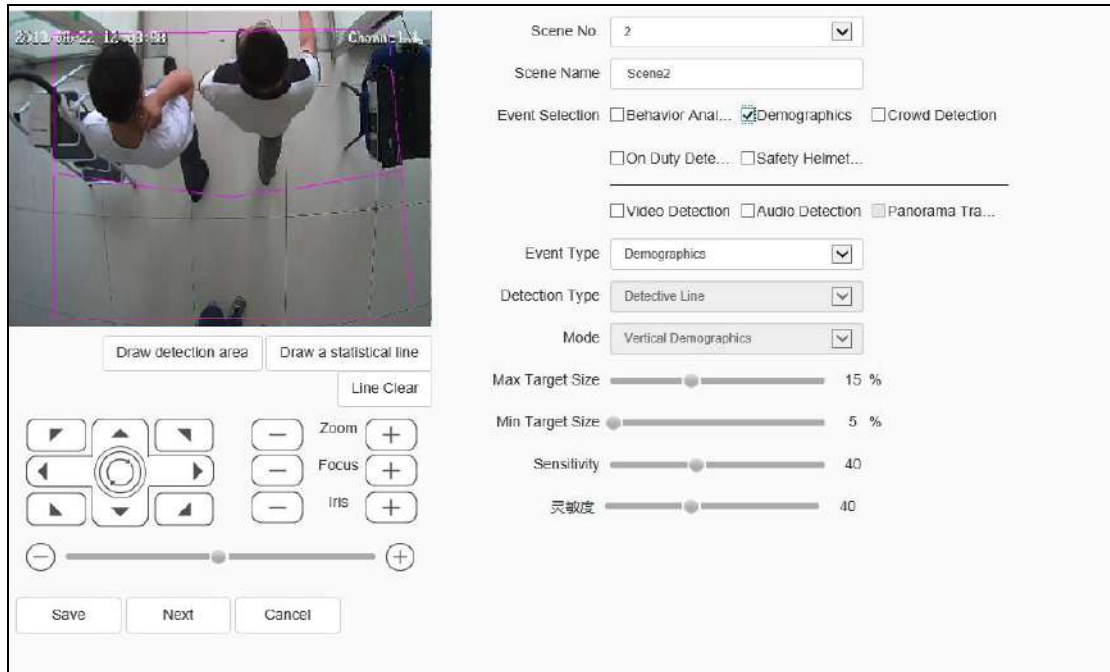 Scene No. 2
Scene Name Scene2
Event Selection Behavior Anal... Demographics Crowd Detection
On Duty Dete... Safety Helmet...
Video Detection Audio Detection Panorama Tra...
Event Type Demographics
Detection Type Detective Line
Mode Vertical Demographics
Max Target Size 15 %
Min Target Size 5 %
Sensitivity 40
灵敏度 40
Draw detection area Draw a statistical line
Line Clear
Zoom
Focus
Iris
Save Next Cancel